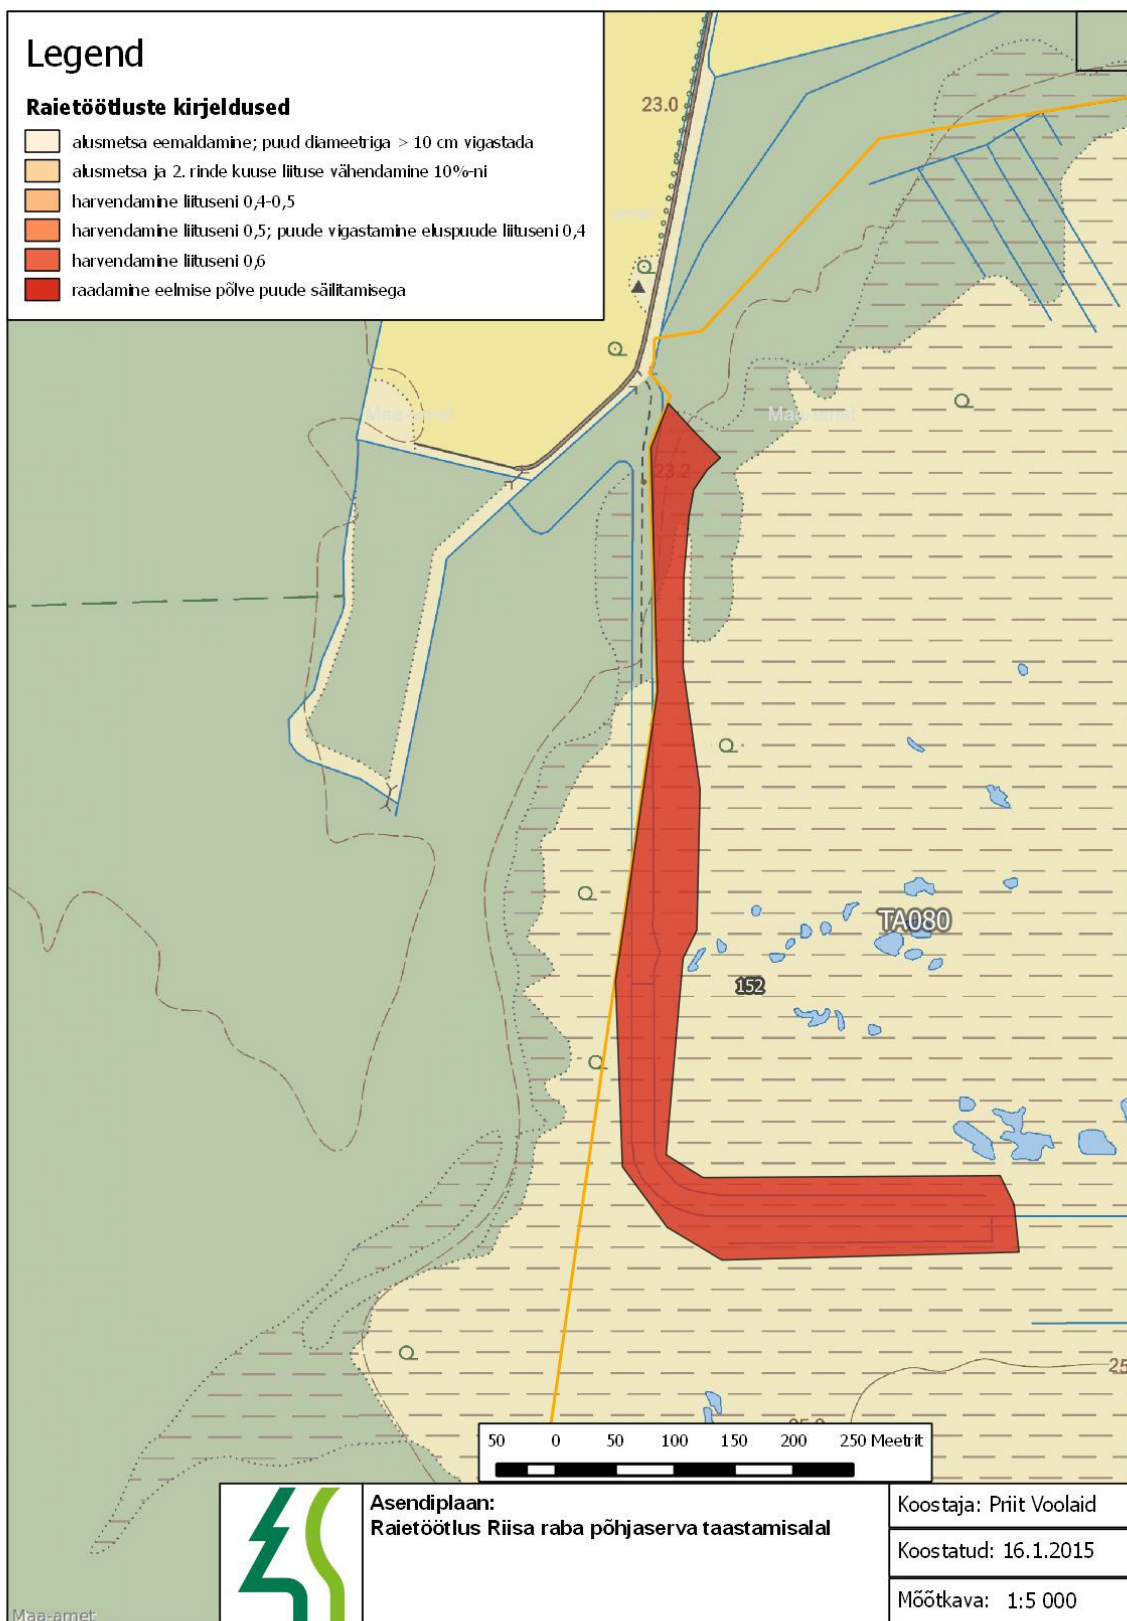 Legend
Raietöötluste kirjeldused
alusmetsa eemaldamine; puud diameetriga > 10 cm vigastada
alusmetsa ja 2. rinde kuuse liituse vähendamine 10%-ni
harvendamine liituseni 0,4-0,5
harvendamine liituseni 0,5; puude vigastamine eluspuude liituseni 0,4
harvendamine liituseni 0,6
raadamine eelmise põlve puude säilitamisega
23.0
Maa-amet
Maa-amet
23.2
TA080
152
25
50 0 50 100 150 200 250 Meetrit
Asendiplaan:
Raietöötlus Riisa raba põhjaserva taastamisalal
Koostaja: Priit Voolaid
Koostatud: 16.1.2015
Mõõtkava: 1:5 000
Maa-amet